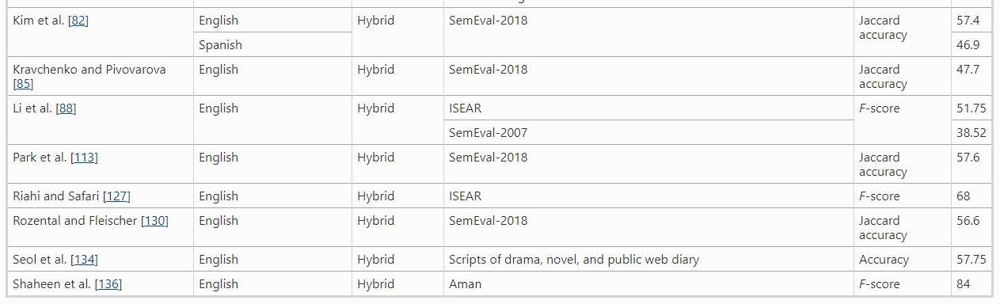 Kim et al. [82] English Hybrid SemEval-2018 Jaccard accuracy 57.4
Spanish 46.9
Kravchenko and Pivovarova [85] English Hybrid SemEval-2018 Jaccard accuracy 47.7
Li et al. [88] English Hybrid ISEAR F-score 51.75
SemEval-2007 38.52
Park et al. [113] English Hybrid SemEval-2018 Jaccard accuracy 57.6
Riahi and Safari [127] English Hybrid ISEAR F-score 68
Rozental and Fleischer [130] English Hybrid SemEval-2018 Jaccard accuracy 56.6
Seol et al. [134] English Hybrid Scripts of drama, novel, and public web diary Accuracy 57.75
Shaheen et al. [136] English Hybrid Aman F-score 84